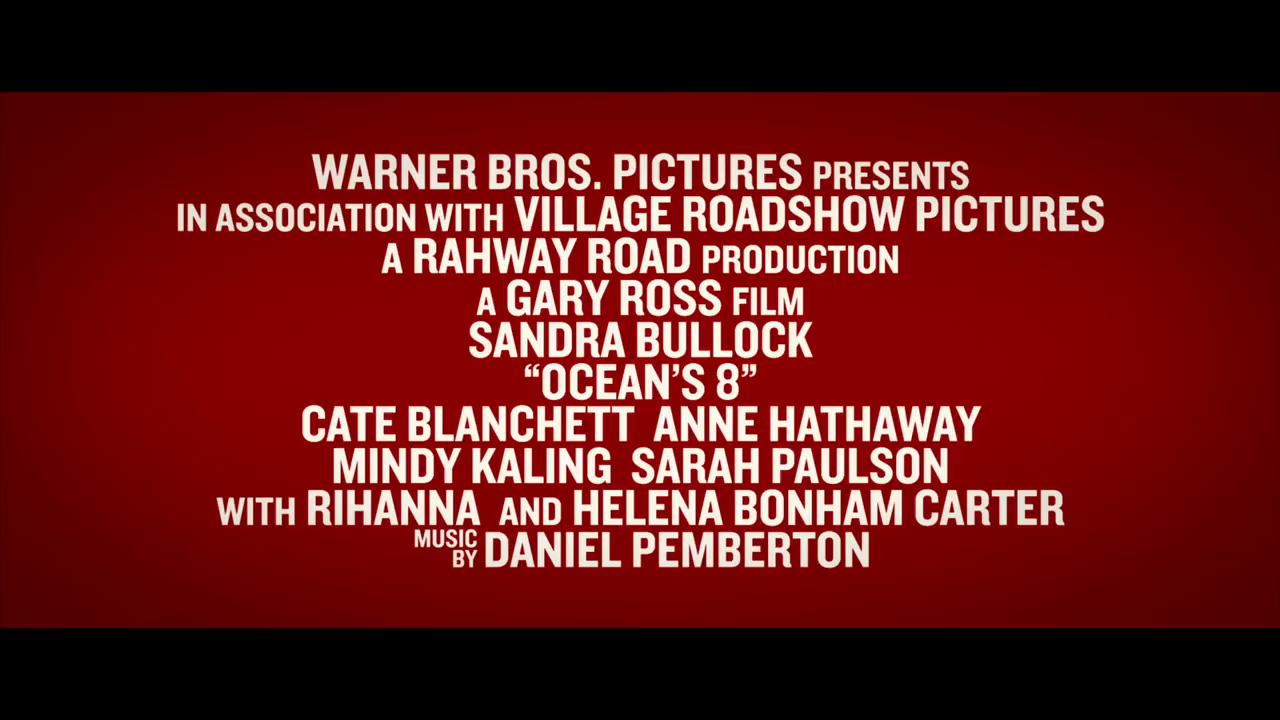 WARNER BROS. PICTURES PRESENTS
IN ASSOCIATION WITH VILLAGE ROADSHOW PICTURES
A RAHWAY ROAD PRODUCTION
A GARY ROSS FILM
SANDRA BULLOCK
“OCEAN’S 8”
CATE BLANCHETT ANNE HATHAWAY
MINDY KALING SARAH PAULSON
WITH RIHANNA AND HELENA BONHAM CARTER
MUSIC BY DANIEL PEMBERTON